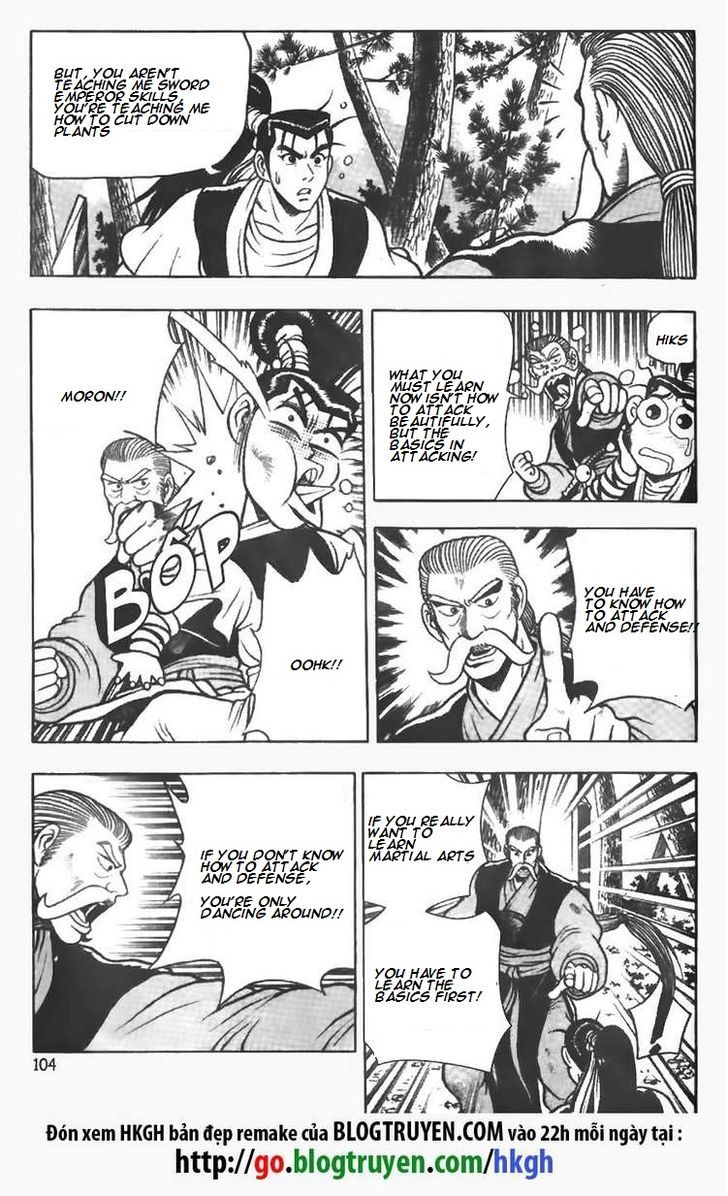 BUT, YOU AREN'T
TEACHING ME SWORD
EMPEROR SKILLS
YOU'RE TEACHING ME
HOW TO CUT DOWN
PLANTS
MORON!!
BỐP
OOHK!!
HIKS
WHAT YOU
MUST LEARN
NOW ISN'T HOW
TO ATTACK
BEAUTIFULLY,
BUT THE
BASICS IN
ATTACKING!
YOU HAVE
TO KNOW HOW
TO ATTACK
AND DEFENSE!!
IF YOU DON'T KNOW
HOW TO ATTACK
AND DEFENSE,
YOU'RE ONLY
DANCING AROUND!!
IF YOU REALLY
WANT TO
LEARN
MARTIAL ARTS
YOU HAVE TO
LEARN THE
BASICS FIRST!
104
Đón xem HKGH bản đẹp remake của BLOGTRUYEN.COM vào 22h mỗi ngày tại :
http://go.blogtruyen.com/hkgh